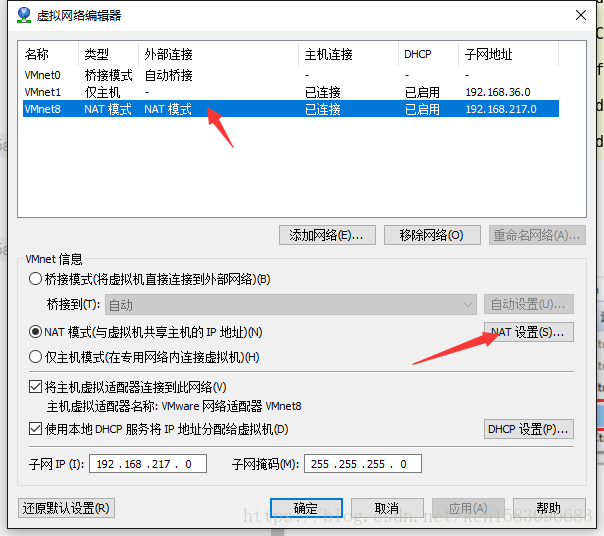 虚拟网络编辑器
名称 类型 外部连接 主机连接 DHCP 子网地址
VMnet0 桥接模式 自动桥接 - - -
VMnet1 仅主机 - 已连接 已启用 192.168.36.0
VMnet8 NAT 模式 NAT 模式 已连接 已启用 192.168.217.0
添加网络(E)... 移除网络(O) 重命名网络(A)...
VMnet 信息
桥接模式(将虚拟机直接连接到外部网络)(B)
桥接到(T): 自动 自动设置(U)...
NAT 模式(与虚拟机共享主机的 IP 地址)(N) NAT 设置(S)...
仅主机模式(在专用网络内连接虚拟机)(H)
将主机虚拟适配器连接到此网络(V)
主机虚拟适配器名称: VMware 网络适配器 VMnet8
使用本地 DHCP 服务将 IP 地址分配给虚拟机(D) DHCP 设置(P)...
子网 IP (I): 192 .168 .217 . 0 子网掩码(M): 255 .255 .255 . 0
还原默认设置(R) 确定 取消 应用(A) 帮助